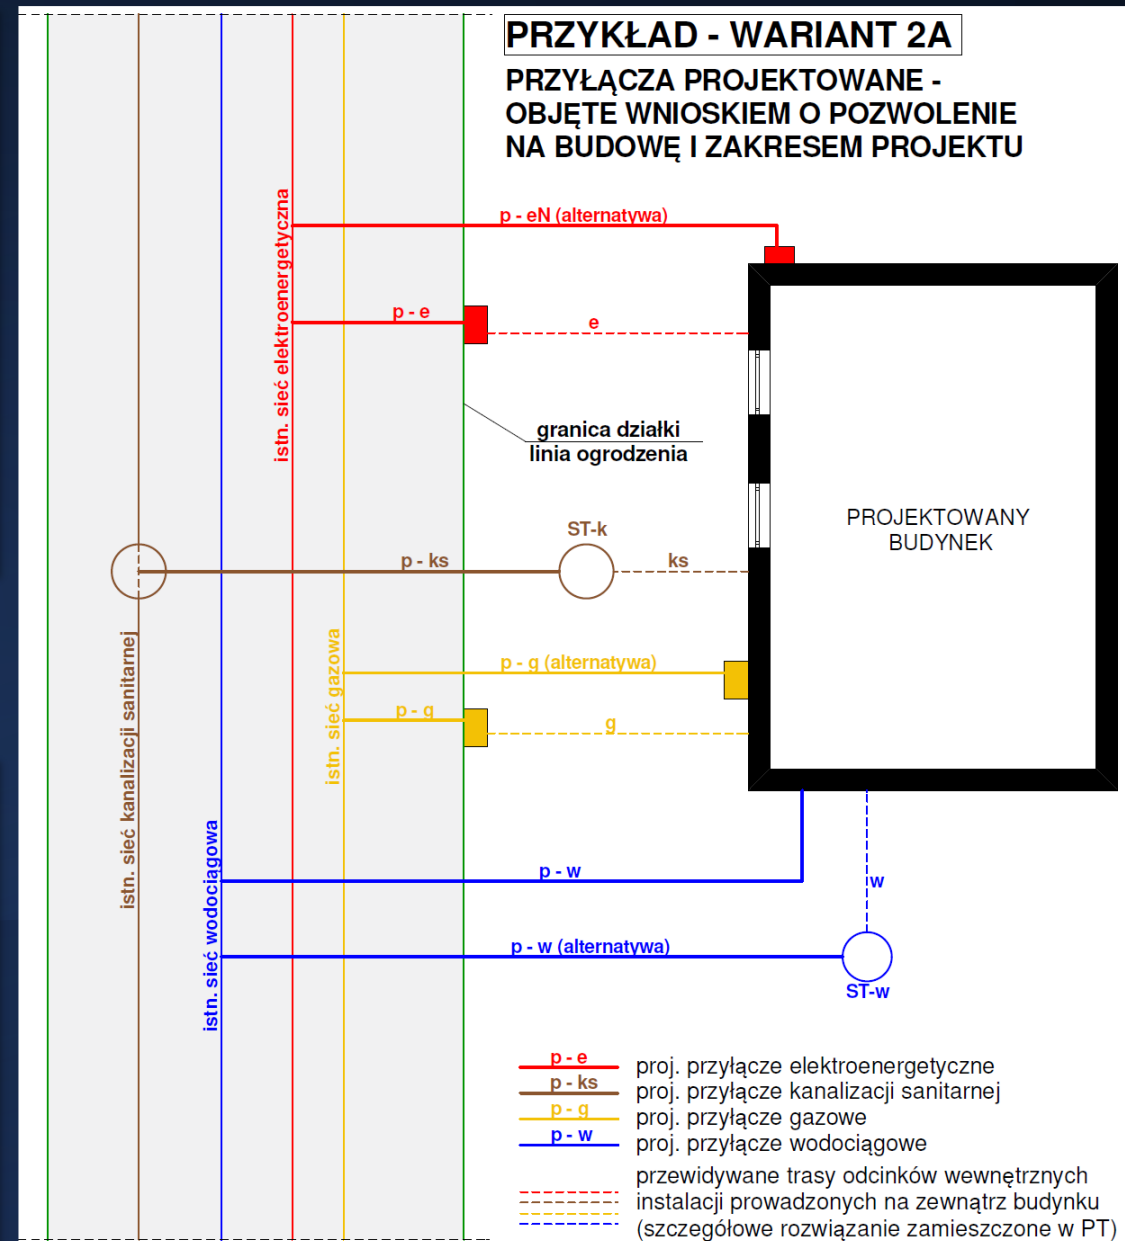 PRZYKŁAD - WARIANT 2A
PRZYŁĄCZA PROJEKTOWANE -
OBJĘTE WNIOSKIEM O POZWOLENIE
NA BUDOWĘ I ZAKRESEM PROJEKTU
p - eN (alternatywa)
istn. sieć elektroenergetyczna
p - e
e
granica działki
linia ogrodzenia
PROJEKTOWANY
BUDYNEK
ST-k
p - ks
ks
istn. sieć kanalizacji sanitarnej
istn. sieć gazowa
p - g (alternatywa)
p - g
g
istn. sieć wodociągowa
p - w
w
p - w (alternatywa)
ST-w
p - e proj. przyłącze elektroenergetyczne
p - ks proj. przyłącze kanalizacji sanitarnej
p - g proj. przyłącze gazowe
p - w proj. przyłącze wodociągowe
przewidywane trasy odcinków wewnętrznych
instalacji prowadzonych na zewnątrz budynku
(szczegółowe rozwiązanie zamieszczone w PT)